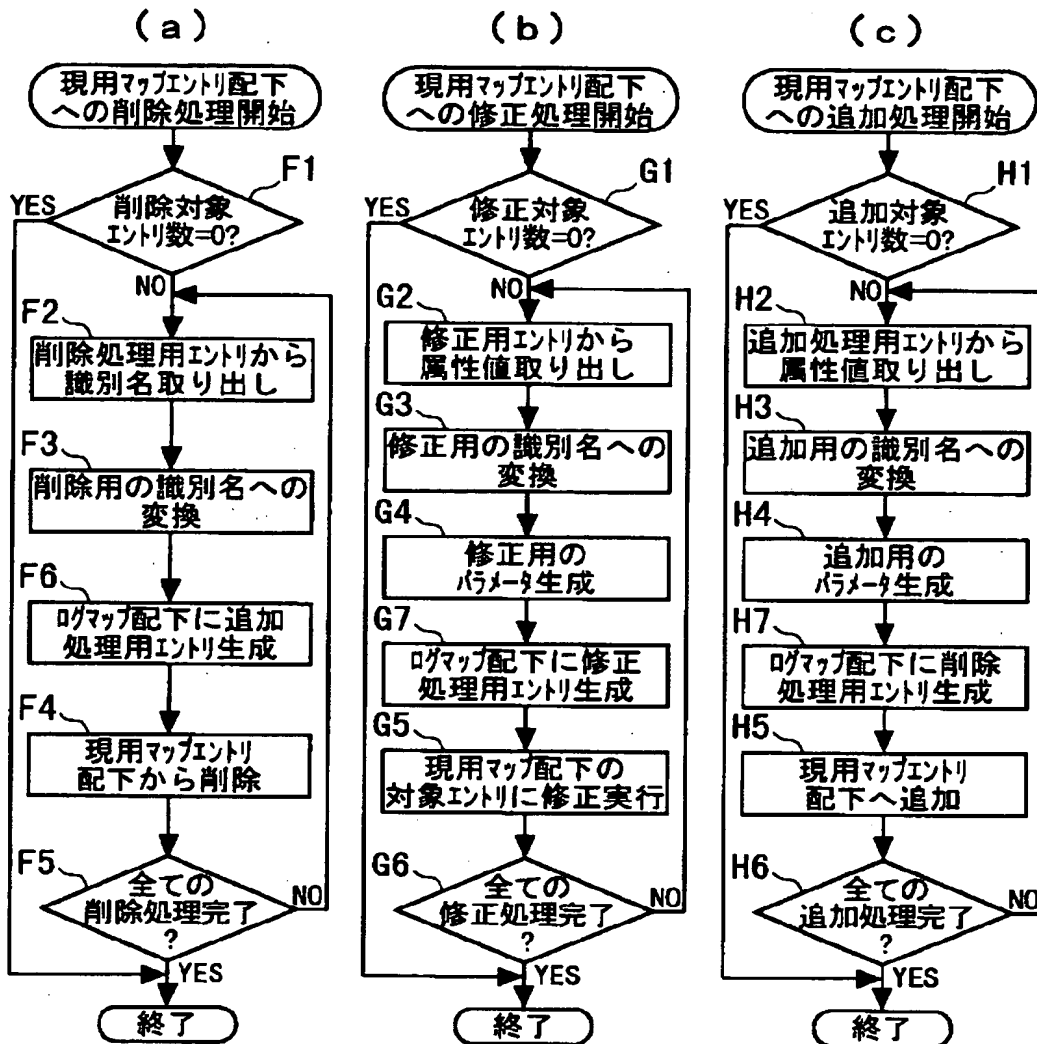 (a)
現用マップエントリ配下
への削除処理開始
F1
YES
削除対象
エントリ数=0?
NO
F2
削除処理用エントリから
識別名取り出し
F3
削除用の識別名への
変換
F6
ログマップ配下に追加
処理用エントリ生成
F4
現用マップエントリ
配下から削除
F5
全ての
削除処理完了
?
NO
YES
終了
(b)
現用マップエントリ配下
への修正処理開始
G1
YES
修正対象
エントリ数=0?
NO
G2
修正用エントリから
属性値取り出し
G3
修正用の識別名への
変換
G4
修正用の
パラメータ生成
G7
ログマップ配下に修正
処理用エントリ生成
G5
現用マップ配下の
対象エントリに修正実行
G6
全ての
修正処理完了
?
NO
YES
終了
(c)
現用マップエントリ配下
への追加処理開始
H1
YES
追加対象
エントリ数=0?
NO
H2
追加処理用エントリから
属性値取り出し
H3
追加用の識別名への
変換
H4
追加用の
パラメータ生成
H7
ログマップ配下に削除
処理用エントリ生成
H5
現用マップエントリ
配下へ追加
H6
全ての
追加処理完了
?
NO
YES
終了